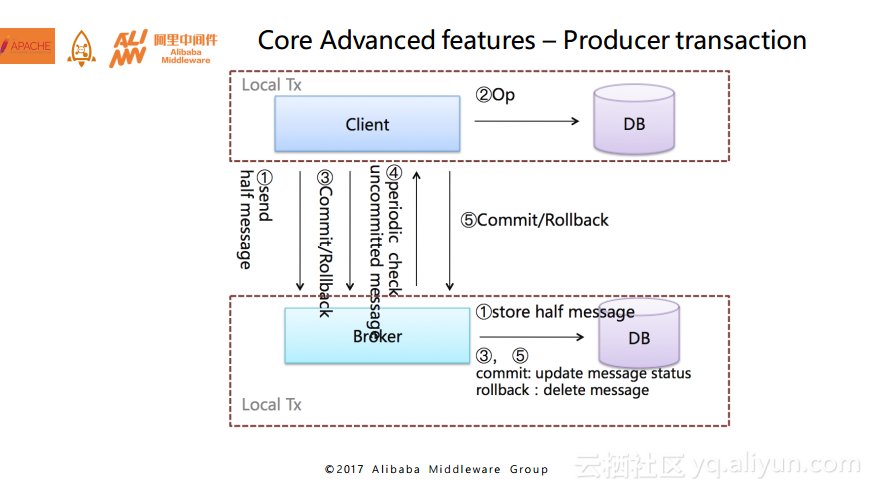 APACHE
ALI
MW
阿里中间件
Alibaba
Middleware
Core Advanced features – Producer transaction
Local Tx
Client
②Op
DB
①send
half message
③Commit/Rollback
④periodic check
uncommitted message
⑤Commit/Rollback
Broker
①store half message
DB
③, ⑤
commit: update message status
rollback：delete message
Local Tx
©2017 Alibaba Middleware Group
云栖社区 yq.aliyun.com